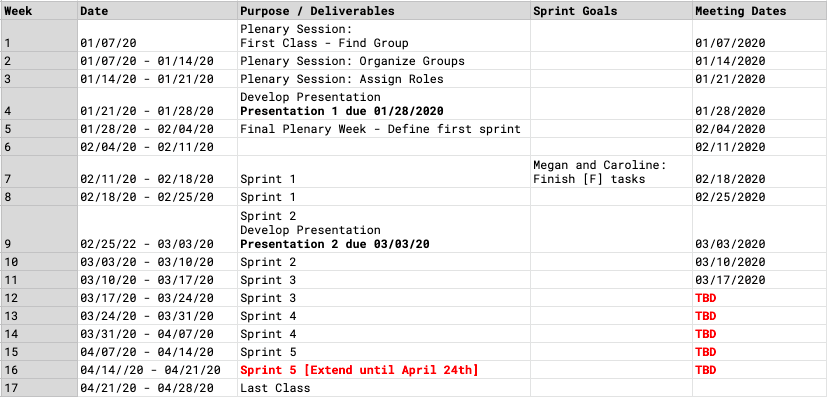 Week Date Purpose / Deliverables Sprint Goals Meeting Dates
Plenary Session:
1 01/07/20 First Class - Find Group 01/07/2020
2 01/07/20 - 01/14/20 Plenary Session: Organize Groups 01/14/2020
3 01/14/20 - 01/21/20 Plenary Session: Assign Roles 01/21/2020
Develop Presentation
4 01/21/20 - 01/28/20 Presentation 1 due 01/28/2020 01/28/2020
5 01/28/20 - 02/04/20 Final Plenary Week - Define first sprint 02/04/2020
6 02/04/20 - 02/11/20 02/11/2020
Megan and Caroline:
7 02/11/20 - 02/18/20 Sprint 1 Finish [F] tasks 02/18/2020
8 02/18/20 - 02/25/20 Sprint 1 02/25/2020
Sprint 2
Develop Presentation
9 02/25/22 - 03/03/20 Presentation 2 due 03/03/20 03/03/2020
10 03/03/20 - 03/10/20 Sprint 2 03/10/2020
11 03/10/20 - 03/17/20 Sprint 3 03/17/2020
12 03/17/20 - 03/24/20 Sprint 3 TBD
13 03/24/20 - 03/31/20 Sprint 4 TBD
14 03/31/20 - 04/07/20 Sprint 4 TBD
15 04/07/20 - 04/14/20 Sprint 5 TBD
16 04/14//20 - 04/21/20 Sprint 5 [Extend until April 24th] TBD
17 04/21/20 - 04/28/20 Last Class